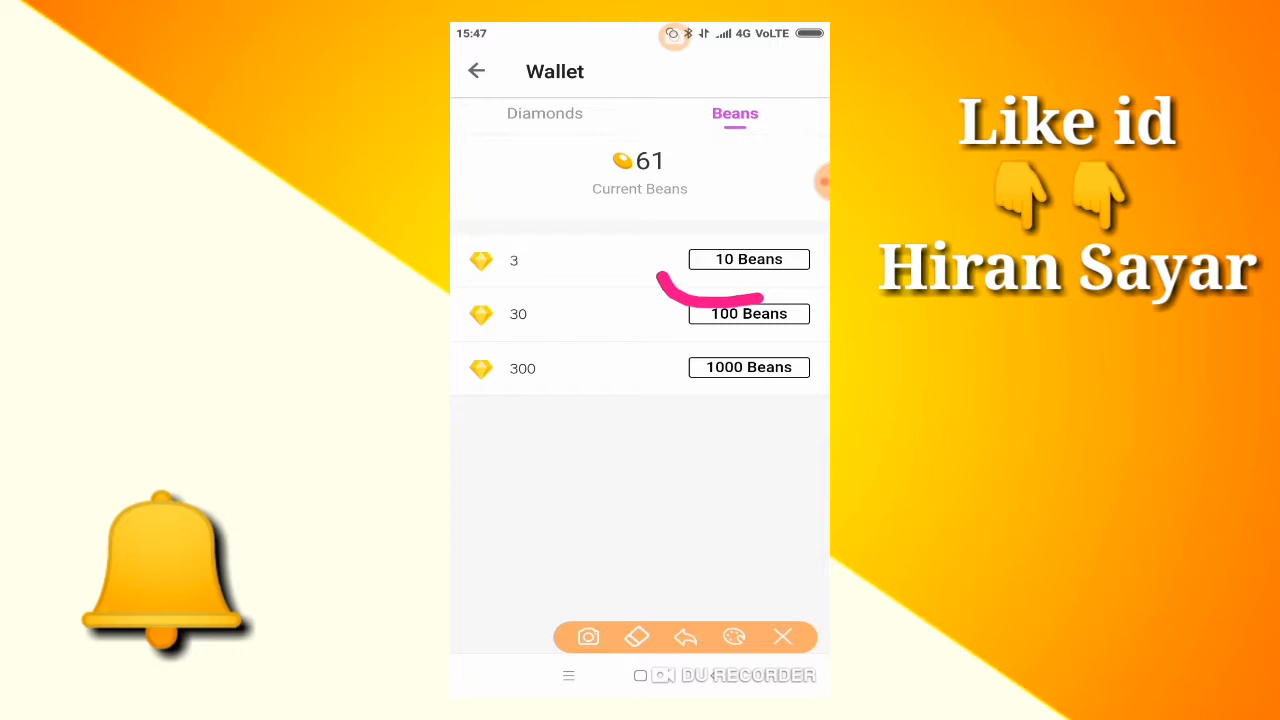 15:47
4G VoLTE
Wallet
Diamonds
Beans
61
Current Beans
3
10 Beans
30
100 Beans
300
1000 Beans
DU RECORDER
Like id
Hiran Sayar